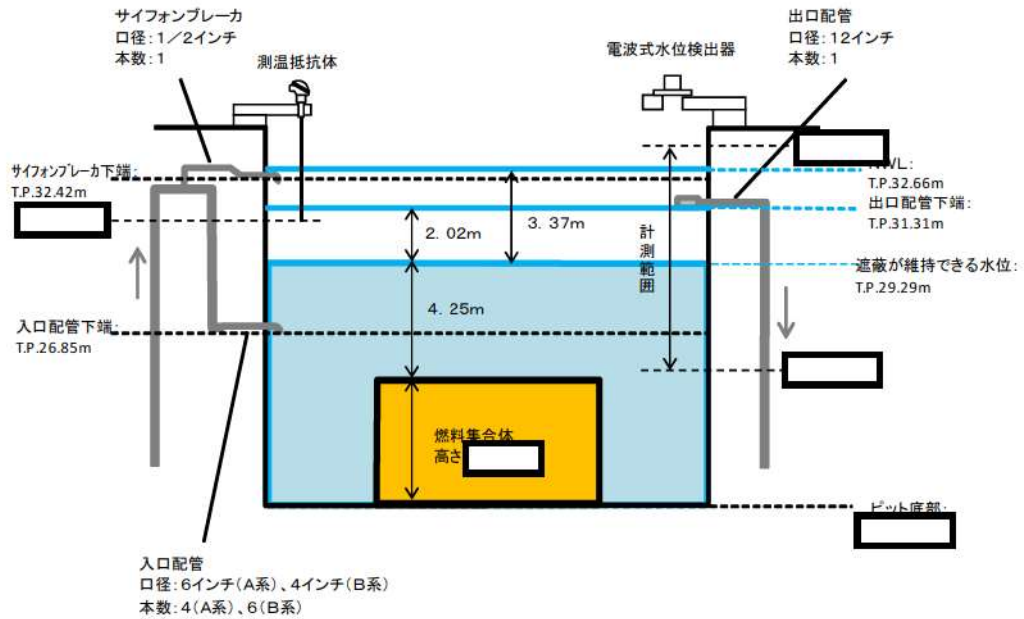 サイフォンブレーカ
口径:1/2インチ
本数:1
測温抵抗体
電波式水位検出器
出口配管
口径:12インチ
本数:1
サイフォンブレーカ下端:
T.P.32.42m
WL:
T.P.32.66m
出口配管下端:
T.P.31.31m
2.02m
3.37m
計測範囲
遮蔽が維持できる水位:
T.P.29.29m
4.25m
入口配管下端:
T.P.26.85m
燃料集合体
高さ
ピット底部:
入口配管
口径:6インチ(A系)、4インチ(B系)
本数:4(A系)、6(B系)